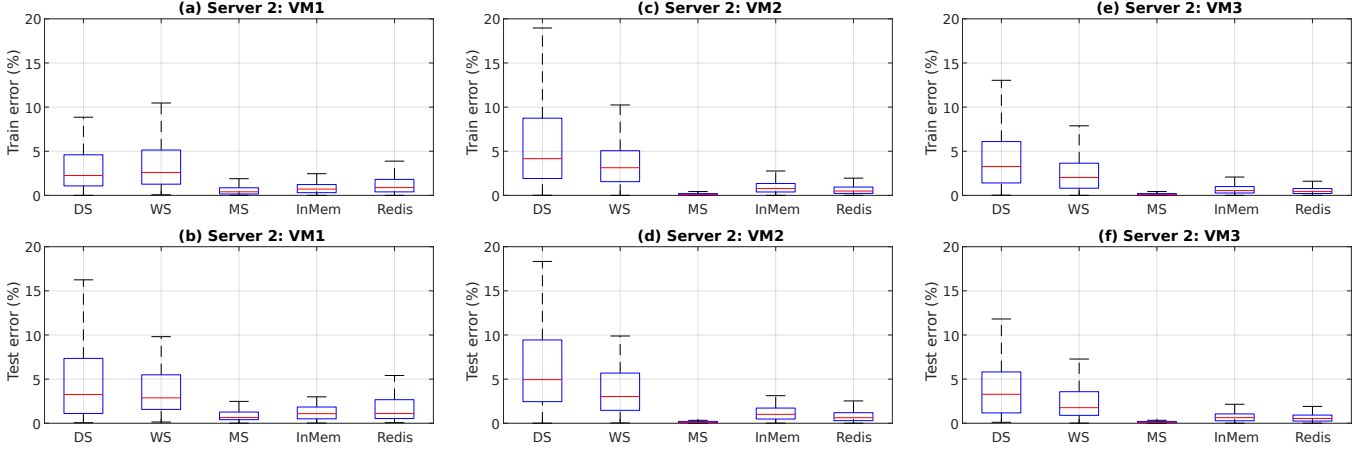 (a) Server 2: VM1
Train error (%)
20
15
10
5
0
DS WS MS InMem Redis
(c) Server 2: VM2
Train error (%)
20
15
10
5
0
DS WS MS InMem Redis
(e) Server 2: VM3
Train error (%)
20
15
10
5
0
DS WS MS InMem Redis
(b) Server 2: VM1
Test error (%)
20
15
10
5
0
DS WS MS InMem Redis
(d) Server 2: VM2
Test error (%)
20
15
10
5
0
DS WS MS InMem Redis
(f) Server 2: VM3
Test error (%)
20
15
10
5
0
DS WS MS InMem Redis